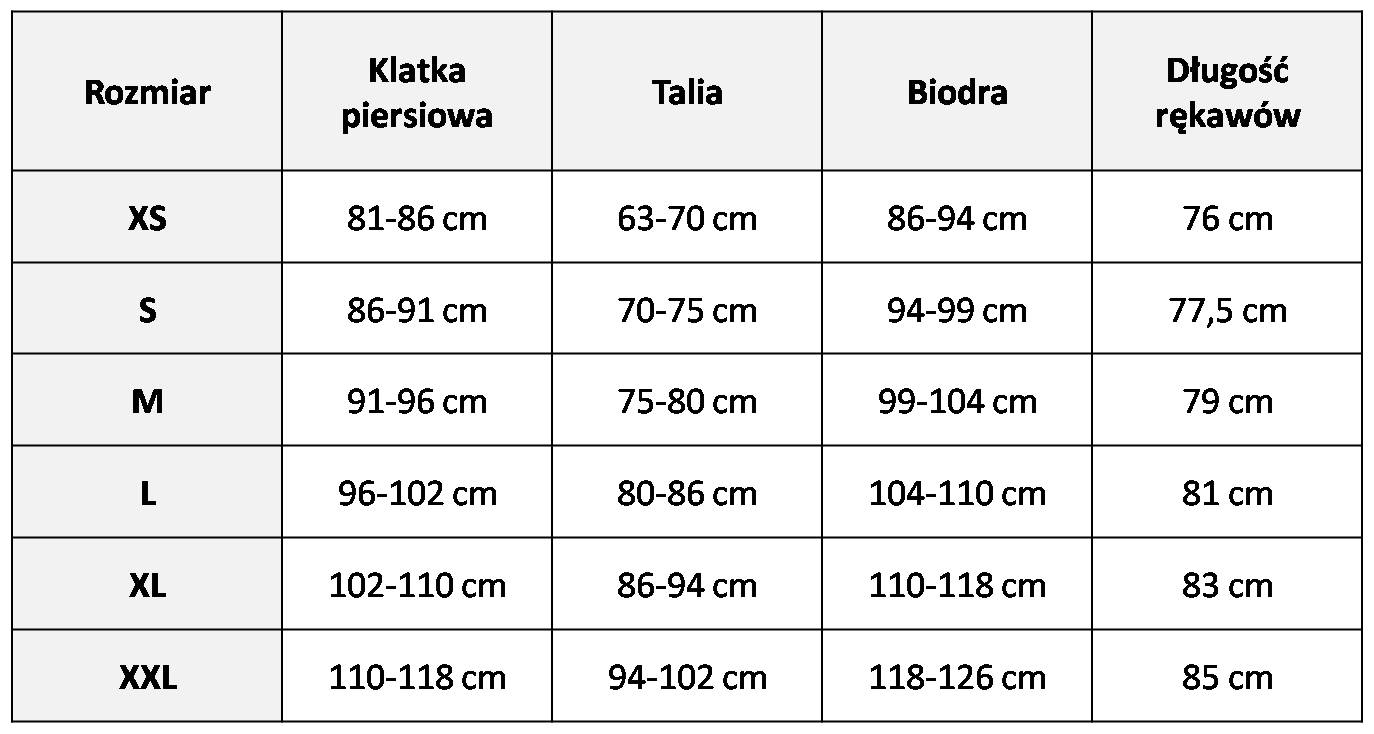 Rozmiar Klatka piersiowa Talia Biodra Długość rękawów
XS 81-86 cm 63-70 cm 86-94 cm 76 cm
S 86-91 cm 70-75 cm 94-99 cm 77,5 cm
M 91-96 cm 75-80 cm 99-104 cm 79 cm
L 96-102 cm 80-86 cm 104-110 cm 81 cm
XL 102-110 cm 86-94 cm 110-118 cm 83 cm
XXL 110-118 cm 94-102 cm 118-126 cm 85 cm